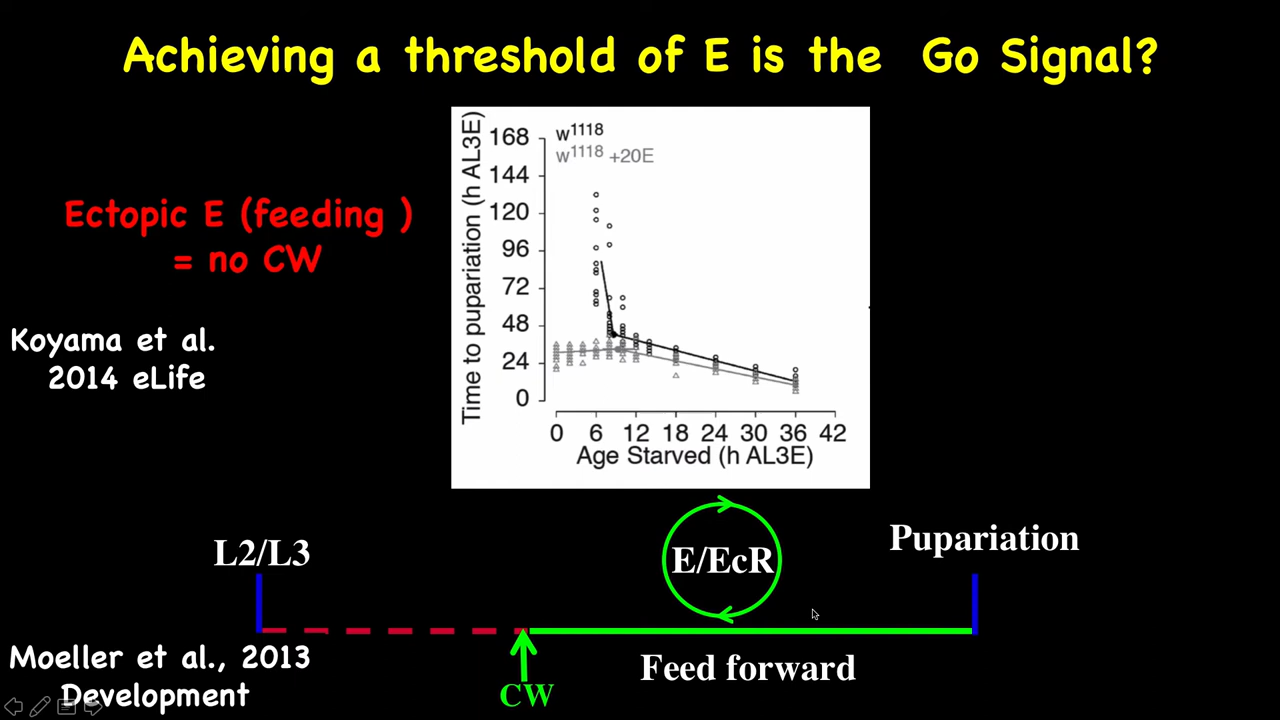 Achieving a threshold of E is the Go Signal?
Ectopic E (feeding )
= no CW
Koyama et al.
2014 eLife
w1118
w1118 +20E
Time to pupariation (h AL3E)
168
144
120
96
72
48
24
0
0 6 12 18 24 30 36 42
Age Starved (h AL3E)
L2/L3
E/EcR
Pupariation
Moeller et al., 2013
Development
CW
Feed forward